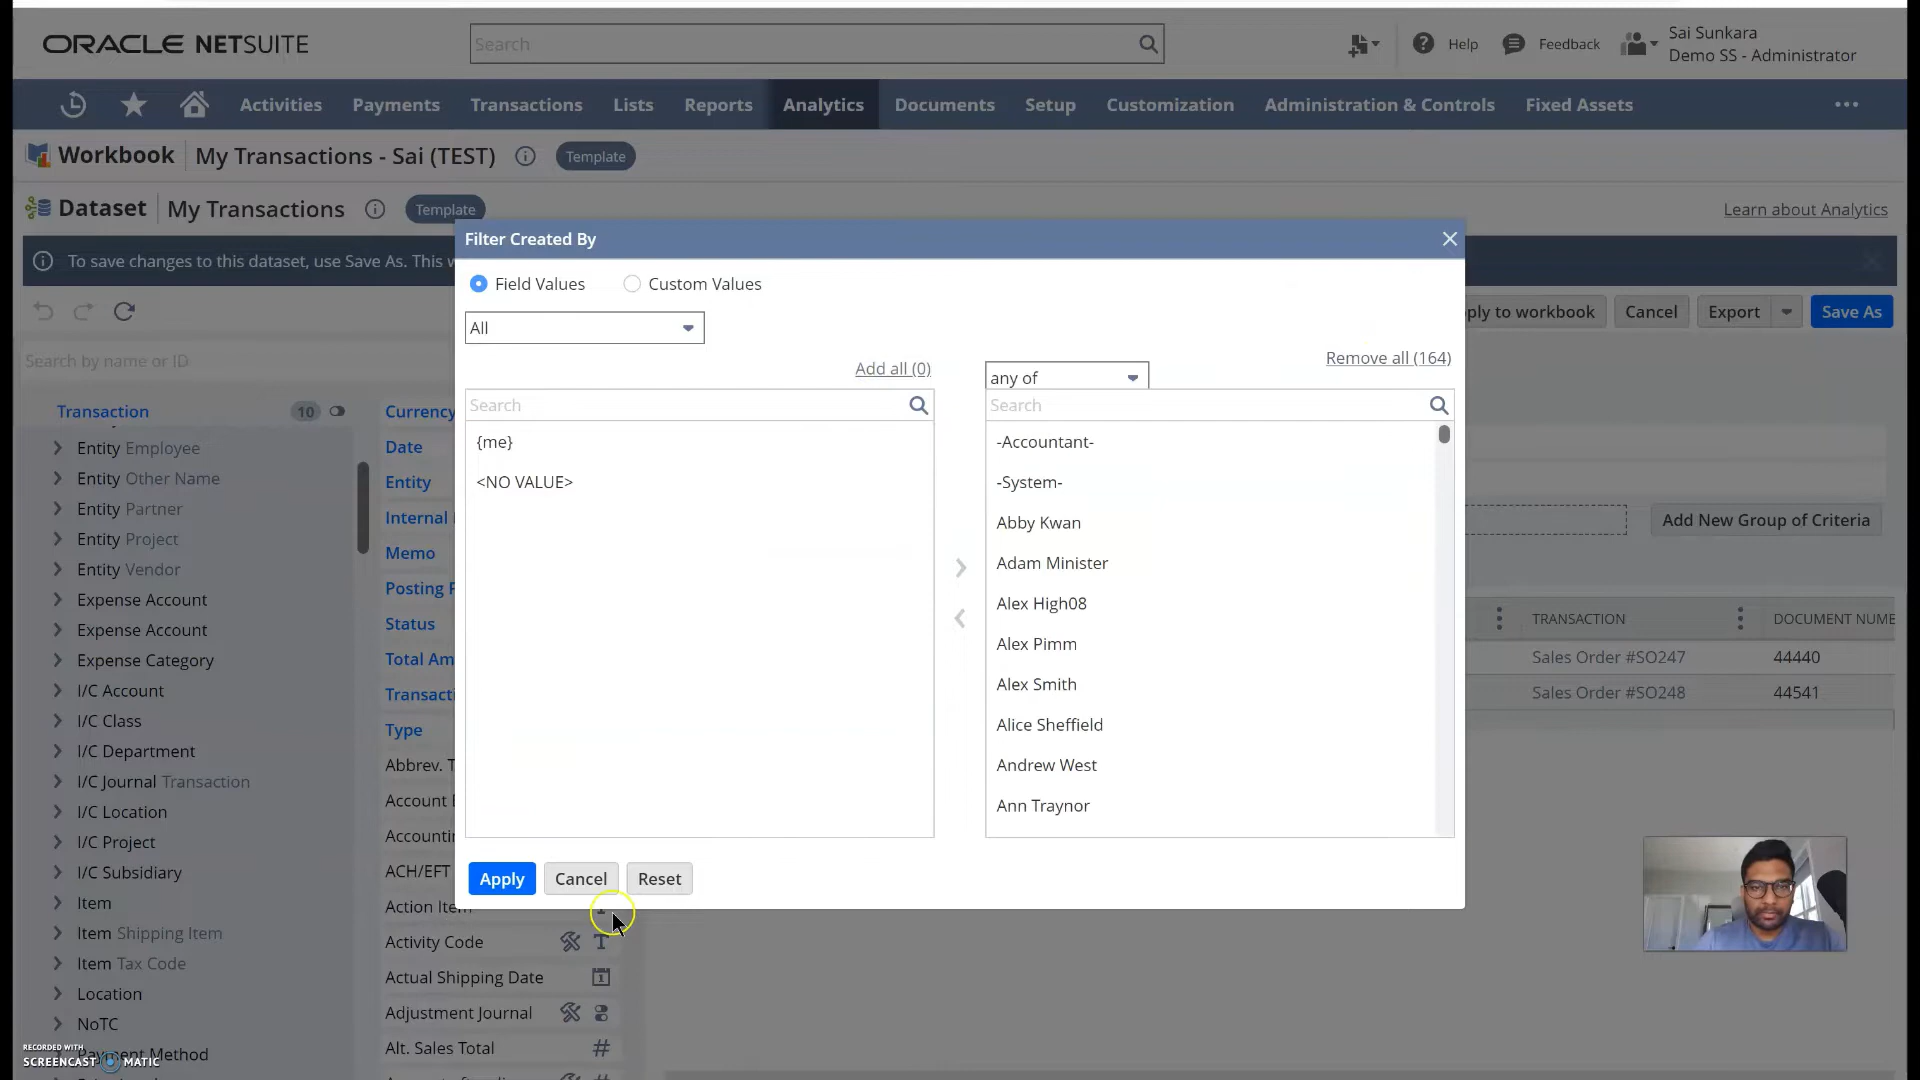 ORACLE NETSUITE
Search
Help
Feedback
Sai Sunkara
Demo SS - Administrator
Activities
Payments
Transactions
Lists
Reports
Analytics
Documents
Setup
Customization
Administration & Controls
Fixed Assets
Workbook
My Transactions - Sai (TEST)
Template
Dataset
My Transactions
Template
Learn about Analytics
To save changes to this dataset, use Save As. This
Filter Created By
Field Values
Custom Values
All
Add all (0)
any of
Remove all (164)
Search
Search
{me}
<NO VALUE>
-Accountant-
-System-
Abby Kwan
Adam Minister
Alex High08
Alex Pimm
Alex Smith
Alice Sheffield
Andrew West
Ann Traynor
Apply
Cancel
Reset
to workbook
Cancel
Export
Save As
Search by name or ID
Transaction
10
Entity Employee
Entity Other Name
Entity Partner
Entity Project
Entity Vendor
Expense Account
Expense Account
Expense Category
I/C Account
I/C Class
I/C Department
I/C Journal Transaction
I/C Location
I/C Project
I/C Subsidiary
Item
Item Shipping Item
Item Tax Code
Location
NoTC
Payment Method
Currency
Date
Entity
Internal
Memo
Posting
Status
Total
Type
Abbrev.
Account
ACH/EFT
Action
Activity Code
Actual Shipping Date
Adjustment Journal
Alt. Sales Total
Add New Group of Criteria
TRANSACTION
DOCUMENT
Sales Order #SO247
44440
Sales Order #SO248
44541
RECORDED WITH
SCREENCAST MATIC